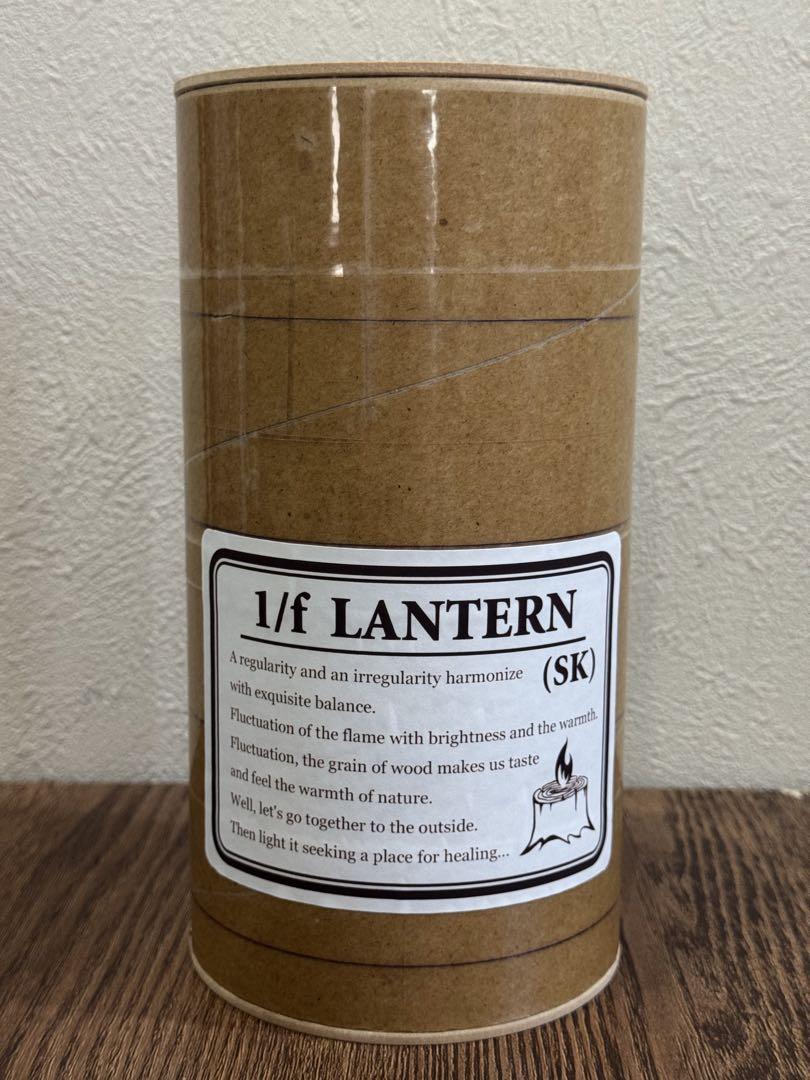 1/f LANTERN
(SK)
A regularity and an irregularity harmonize
with exquisite balance.
Fluctuation of the flame with brightness and the warmth.
Fluctuation, the grain of wood makes us taste
and feel the warmth of nature.
Well, let's go together to the outside.
Then light it seeking a place for healing...